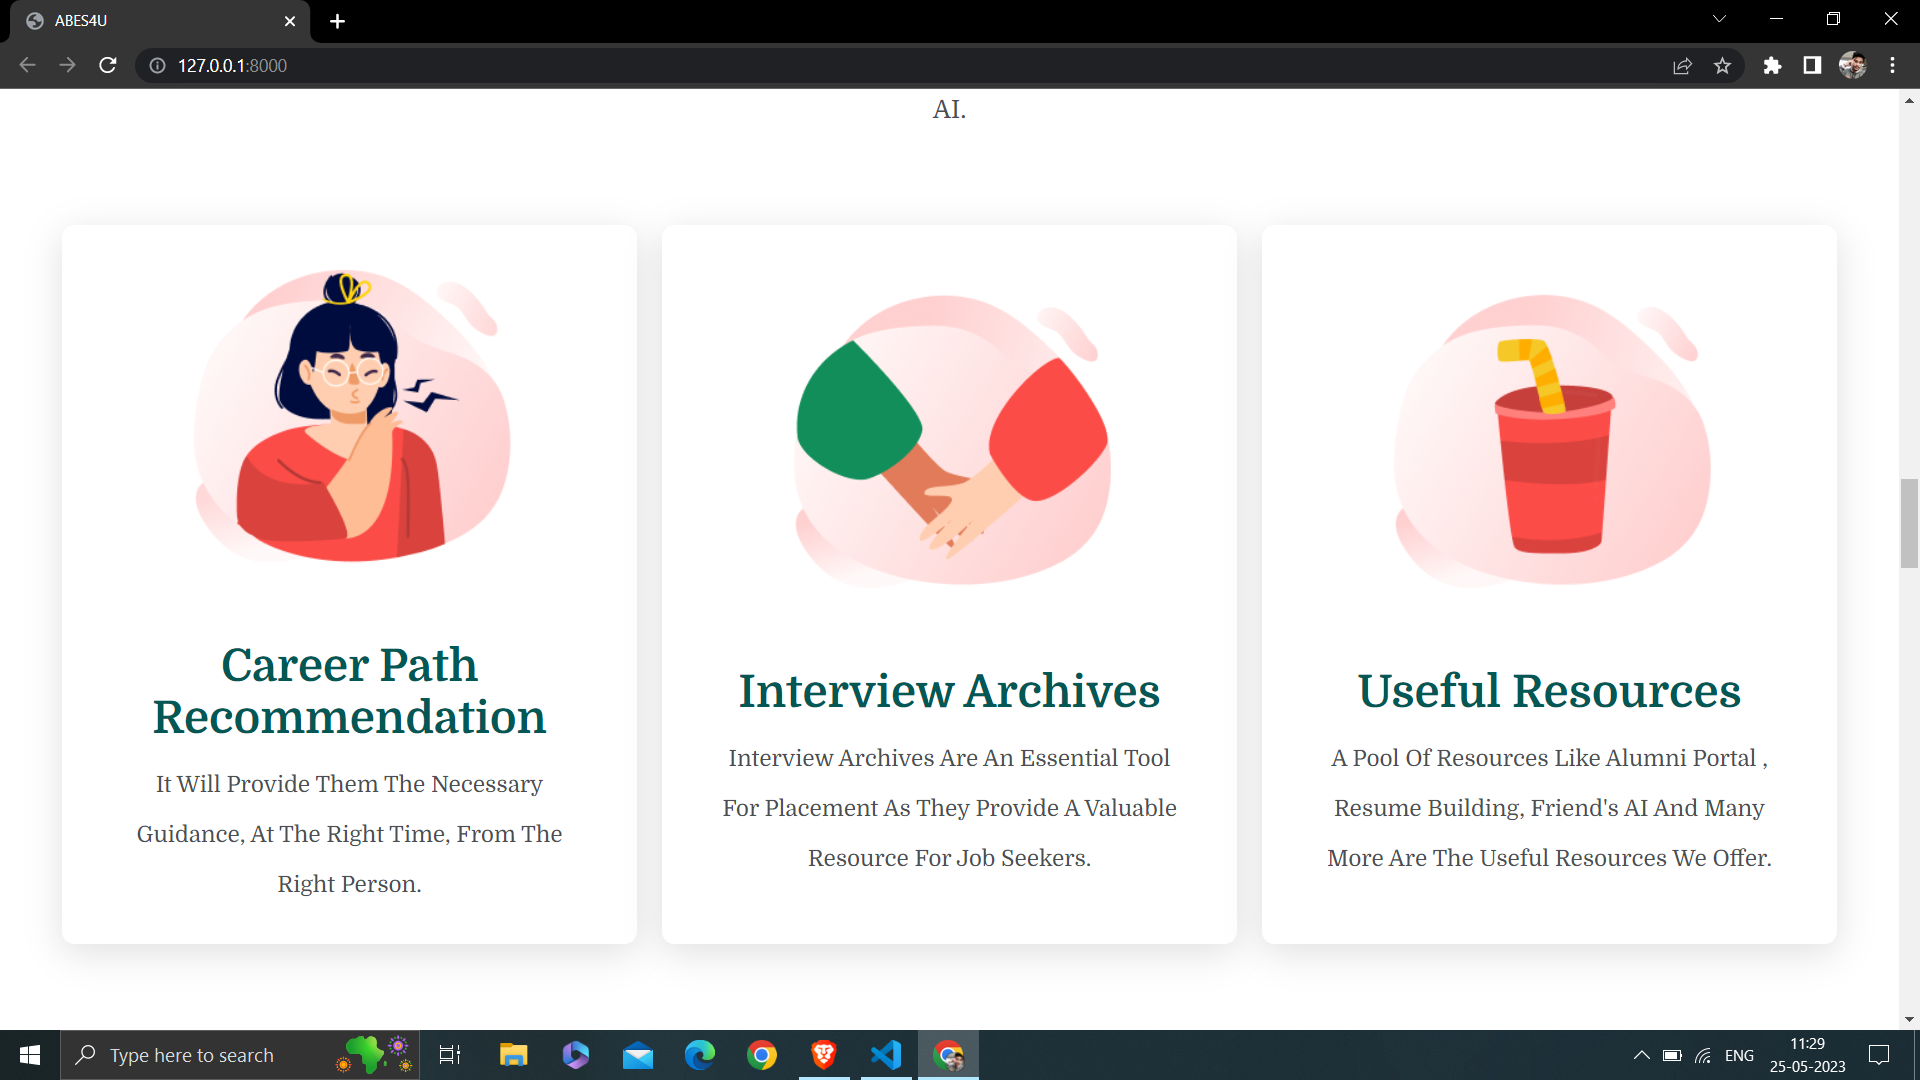 ABES4U
127.0.0.1:8000
AI.
Career Path
Recommendation
It Will Provide Them The Necessary
Guidance, At The Right Time, From The
Right Person.
Interview Archives
Interview Archives Are An Essential Tool
For Placement As They Provide A Valuable
Resource For Job Seekers.
Useful Resources
A Pool Of Resources Like Alumni Portal ,
Resume Building, Friend's AI And Many
More Are The Useful Resources We Offer.
Type here to search
ENG
11:29
25-05-2023